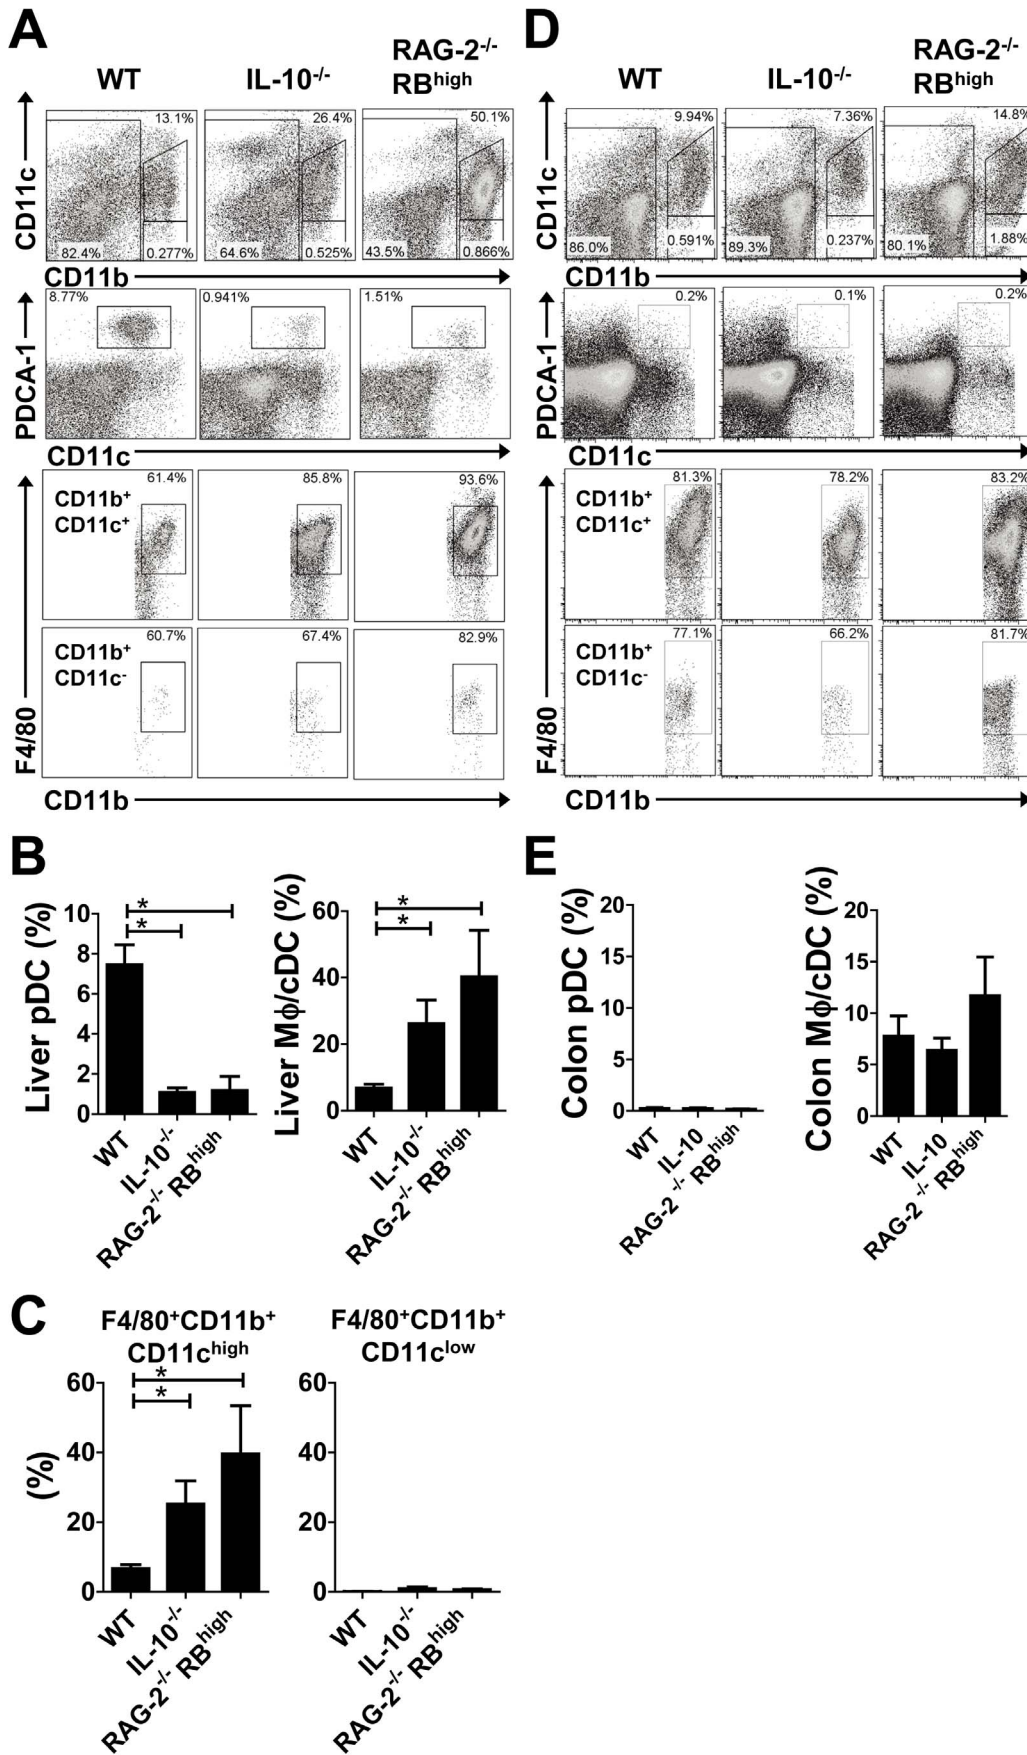 A
WT
IL-10-/-
RAG-2-/-
RBhigh
CD11c
13.1%
26.4%
50.1%
82.4%
0.277%
64.6%
0.525%
43.5%
0.866%
CD11b
PDCA-1
8.77%
0.941%
1.51%
CD11c
F4/80
61.4%
85.8%
93.6%
CD11b+
CD11c+
60.7%
67.4%
82.9%
CD11b+
CD11c-
CD11b
D
WT
IL-10-/-
RAG-2-/-
RBhigh
CD11c
9.94%
7.36%
14.8%
86.0%
0.591%
89.3%
0.237%
80.1%
1.88%
CD11b
PDCA-1
0.2%
0.1%
0.2%
CD11c
F4/80
81.3%
78.2%
83.2%
CD11b+
CD11c+
77.1%
66.2%
81.7%
CD11b+
CD11c-
CD11b
B
Liver pDC (%)
10
8
6
4
2
0
*
*
WT
IL-10-/-
RAG-2-/- RBhigh
Liver Mϕ/cDC (%)
60
40
20
0
*
*
WT
IL-10-/-
RAG-2-/- RBhigh
E
Colon pDC (%)
20
15
10
5
0
WT
IL-10
RAG-2 -/- RBhigh
Colon Mϕ/cDC (%)
20
15
10
5
0
WT
IL-10
RAG-2 -/- RBhigh
C
F4/80+CD11b+
CD11chigh
(%)
60
40
20
0
*
*
WT
IL-10-/-
RAG-2-/- RBhigh
F4/80+CD11b+
CD11clow
60
40
20
0
WT
IL-10-/-
RAG-2-/- RBhigh